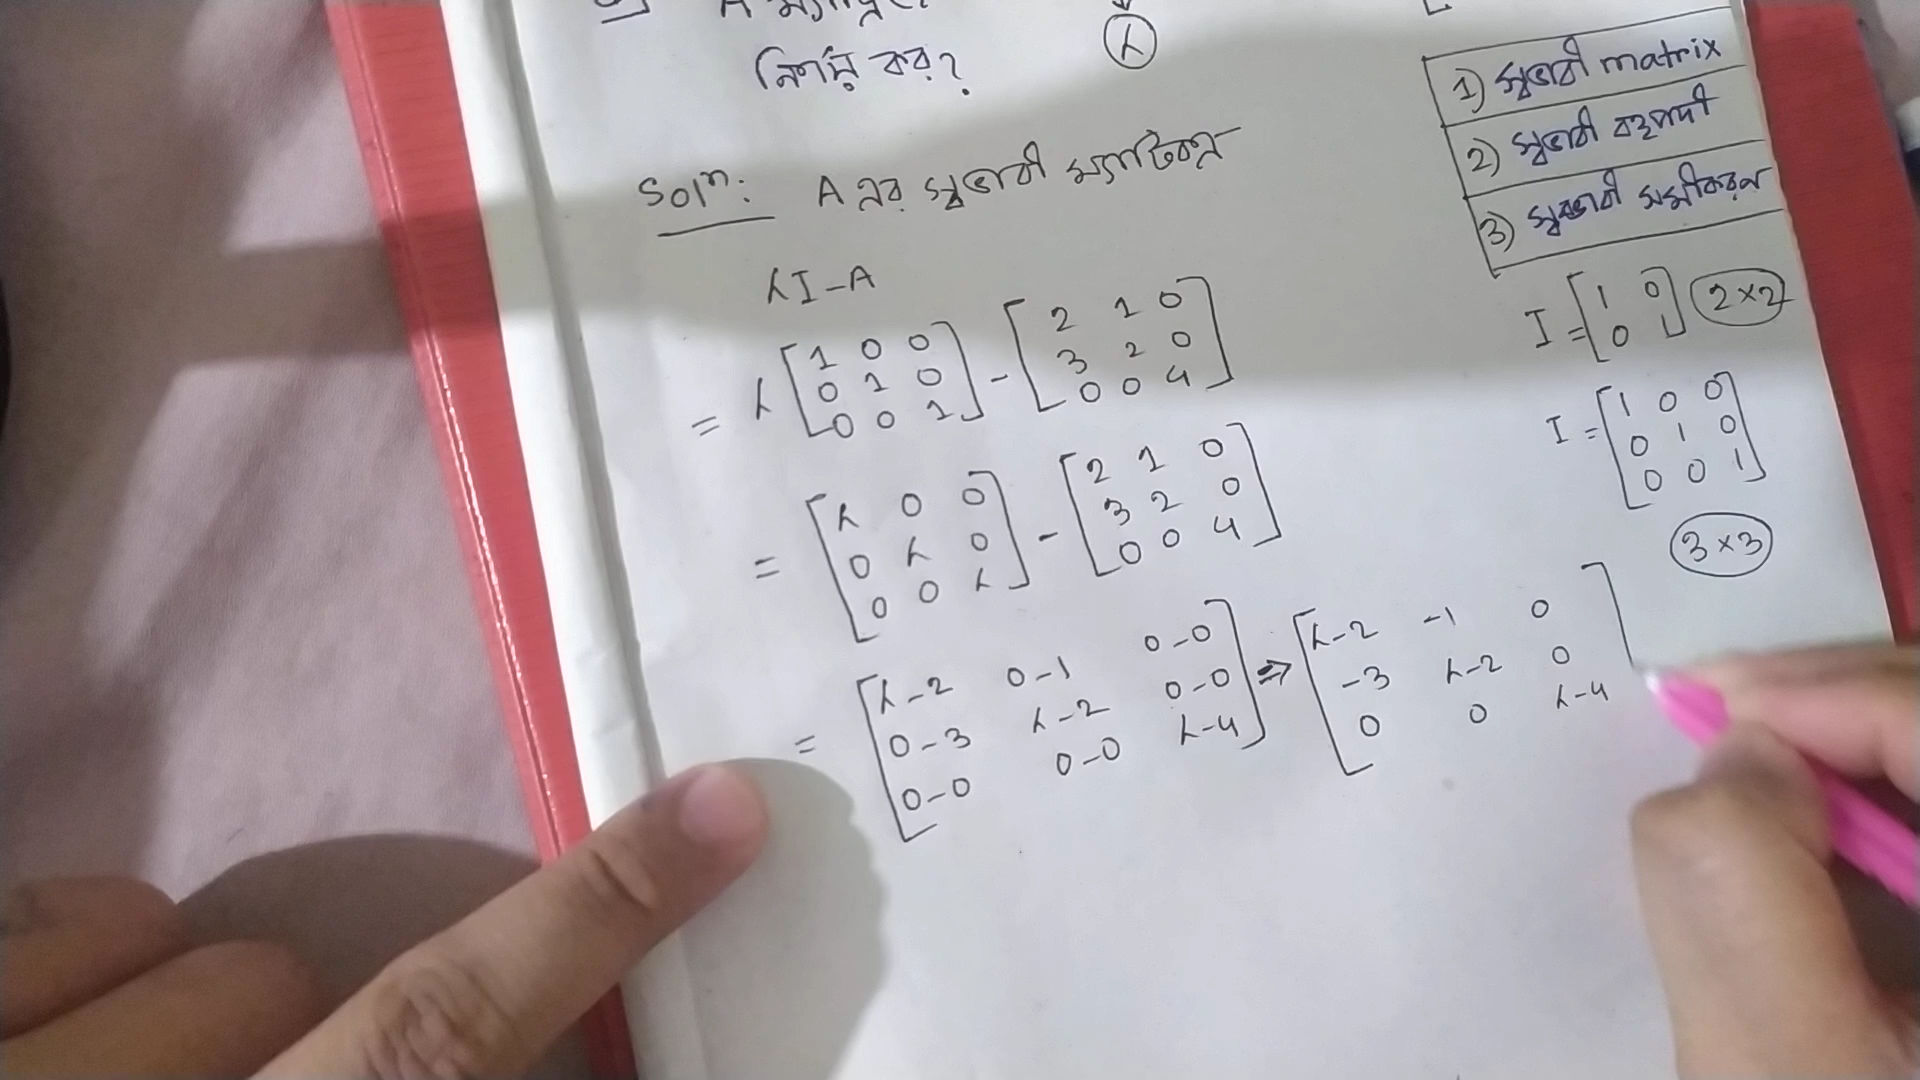 নির্ণয় কর?
λ
1) স্বভাবী matrix
2) স্বভাবী বহুপদী
3) স্বভাবী সমীকরণ
Solⁿ: A এর স্বভাবী ম্যাট্রিক্স
λI-A
= λ [1 0 0
0 1 0
0 0 1] - [2 1 0
3 2 0
0 0 4]
= [λ 0 0
0 λ 0
0 0 λ] - [2 1 0
3 2 0
0 0 4]
= [λ-2 0-1 0-0
0-3 λ-2 0-0
0-0 0-0 λ-4] ⇒ [λ-2 -1 0
-3 λ-2 0
0 0 λ-4]
I = [1 0
0 1] 2×2
I = [1 0 0
0 1 0
0 0 1]
3×3